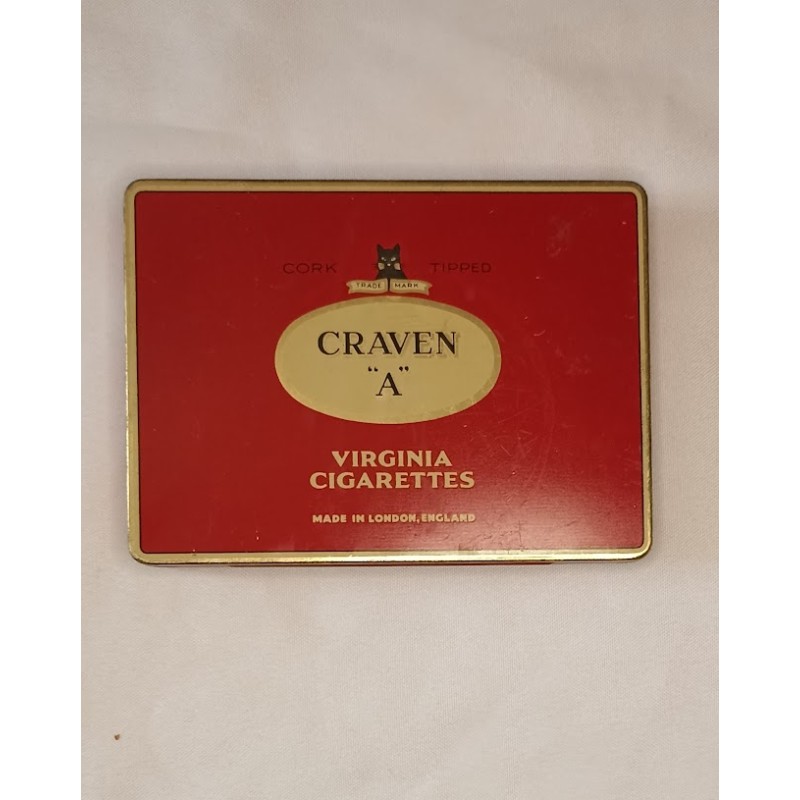 CORK TIPPED
TRADE MARK
CRAVEN
"A"
VIRGINIA
CIGARETTES
MADE IN LONDON, ENGLAND